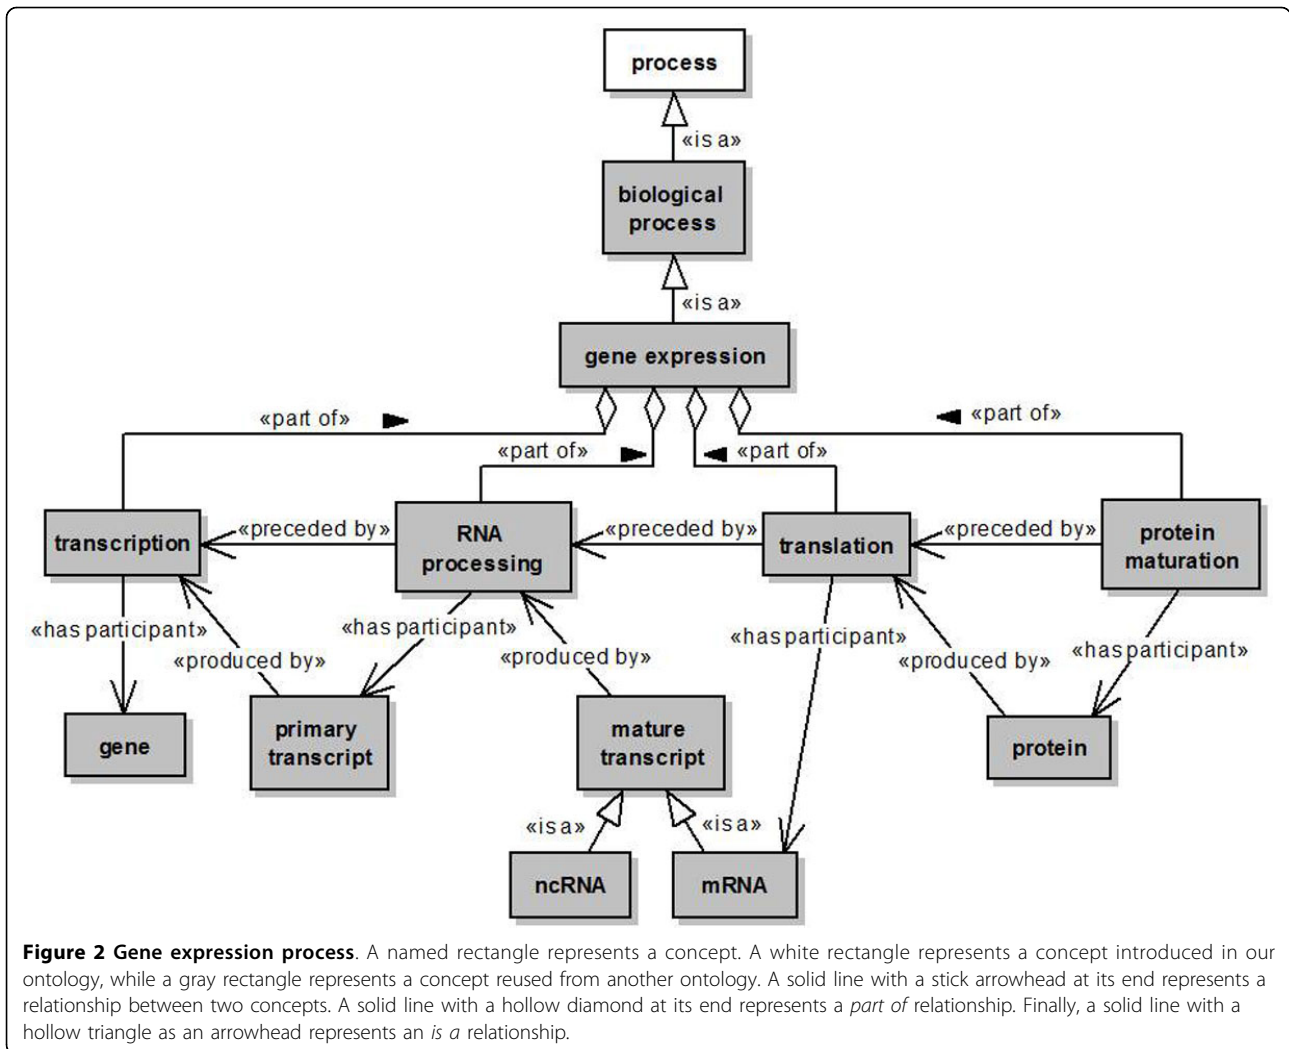 process
«is a»
biological
process
«is a»
gene expression
«part of»
«part of»
«part of»
«part of»
transcription
«preceded by»
RNA
processing
«preceded by»
translation
«preceded by»
protein
maturation
«has participant»
«produced by»
«has participant»
«produced by»
«has participant»
«produced by»
«has participant»
gene
primary
transcript
mature
transcript
protein
«is a»
«is a»
ncRNA
mRNA
Figure 2 Gene expression process. A named rectangle represents a concept. A white rectangle represents a concept introduced in our
ontology, while a gray rectangle represents a concept reused from another ontology. A solid line with a stick arrowhead at its end represents a
relationship between two concepts. A solid line with a hollow diamond at its end represents a part of relationship. Finally, a solid line with a
hollow triangle as an arrowhead represents an is a relationship.